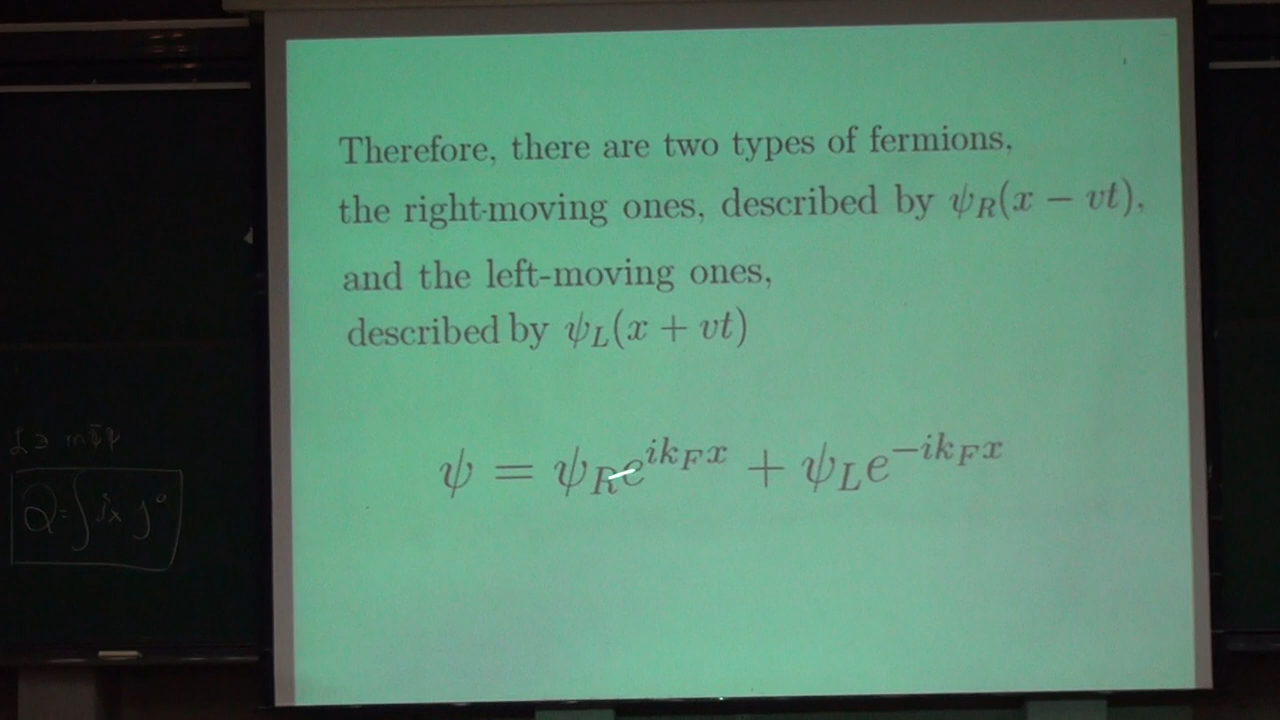 Therefore, there are two types of fermions,
the right-moving ones, described by ψ_R(x − vt),
and the left-moving ones,
described by ψ_L(x + vt)
ψ = ψ_R e^{ik_F x} + ψ_L e^{−ik_F x}
Q = ∫ dx j⁰